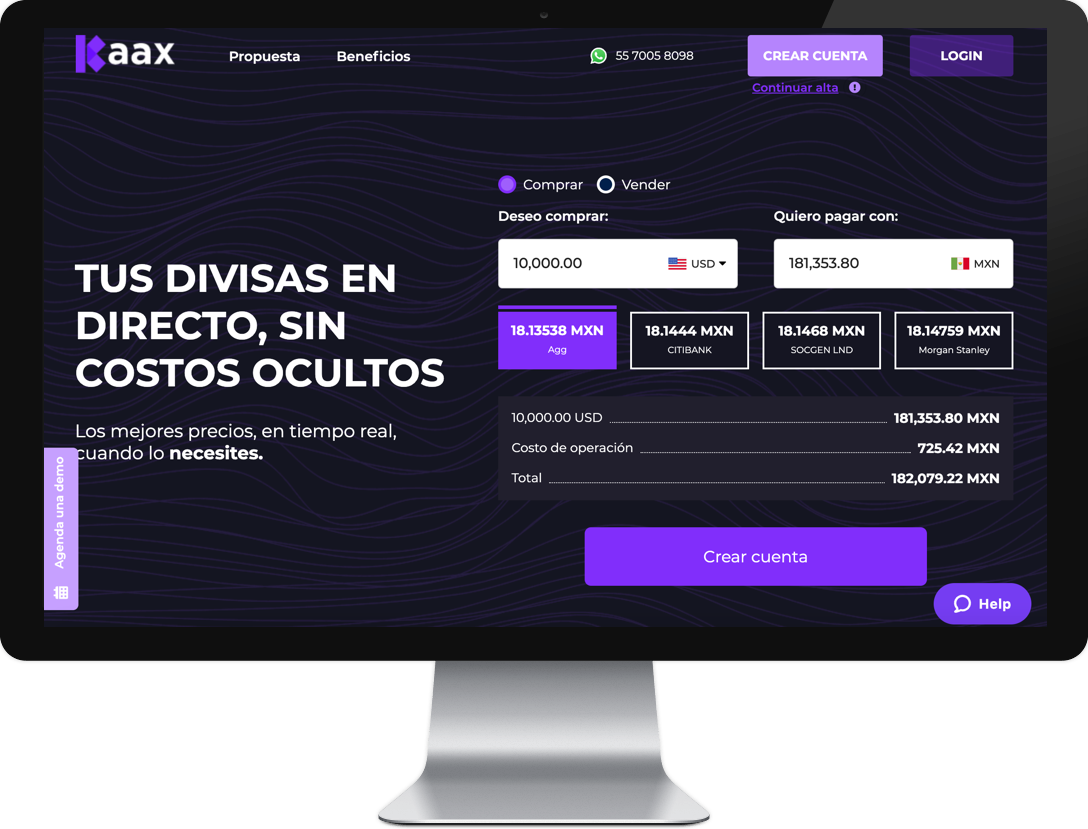 Kaax
Propuesta
Beneficios
55 7005 8098
CREAR CUENTA
LOGIN
Continuar alta
!
Comprar
Vender
Deseo comprar:
Quiero pagar con:
10,000.00
USD
181,353.80
MXN
TUS DIVISAS EN
DIRECTO, SIN
COSTOS OCULTOS
Los mejores precios, en tiempo real,
cuando lo necesites.
18.13538 MXN
Agg
18.1444 MXN
CITIBANK
18.1468 MXN
SOCGEN LND
18.14759 MXN
Morgan Stanley
10,000.00 USD 181,353.80 MXN
Costo de operación 725.42 MXN
Total 182,079.22 MXN
Crear cuenta
Agenda una demo
Help